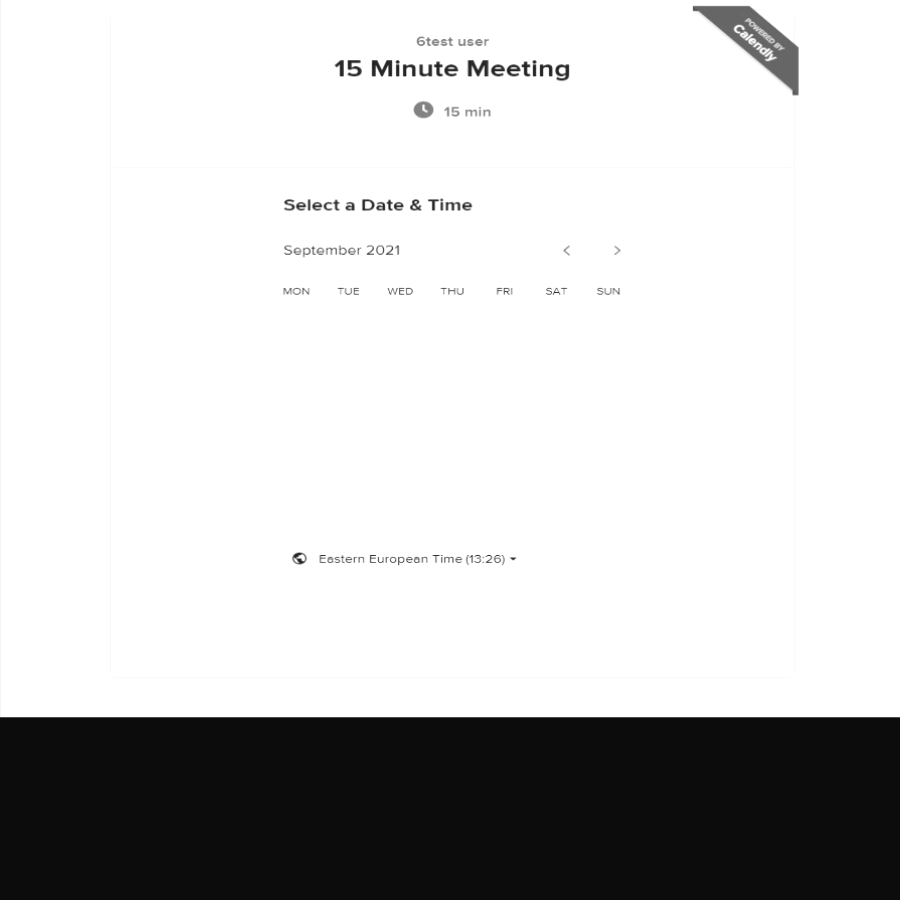 6test user
POWERED BY
Calendly
15 Minute Meeting
15 min
Select a Date & Time
September 2021
MON TUE WED THU FRI SAT SUN
Eastern European Time (13:26)